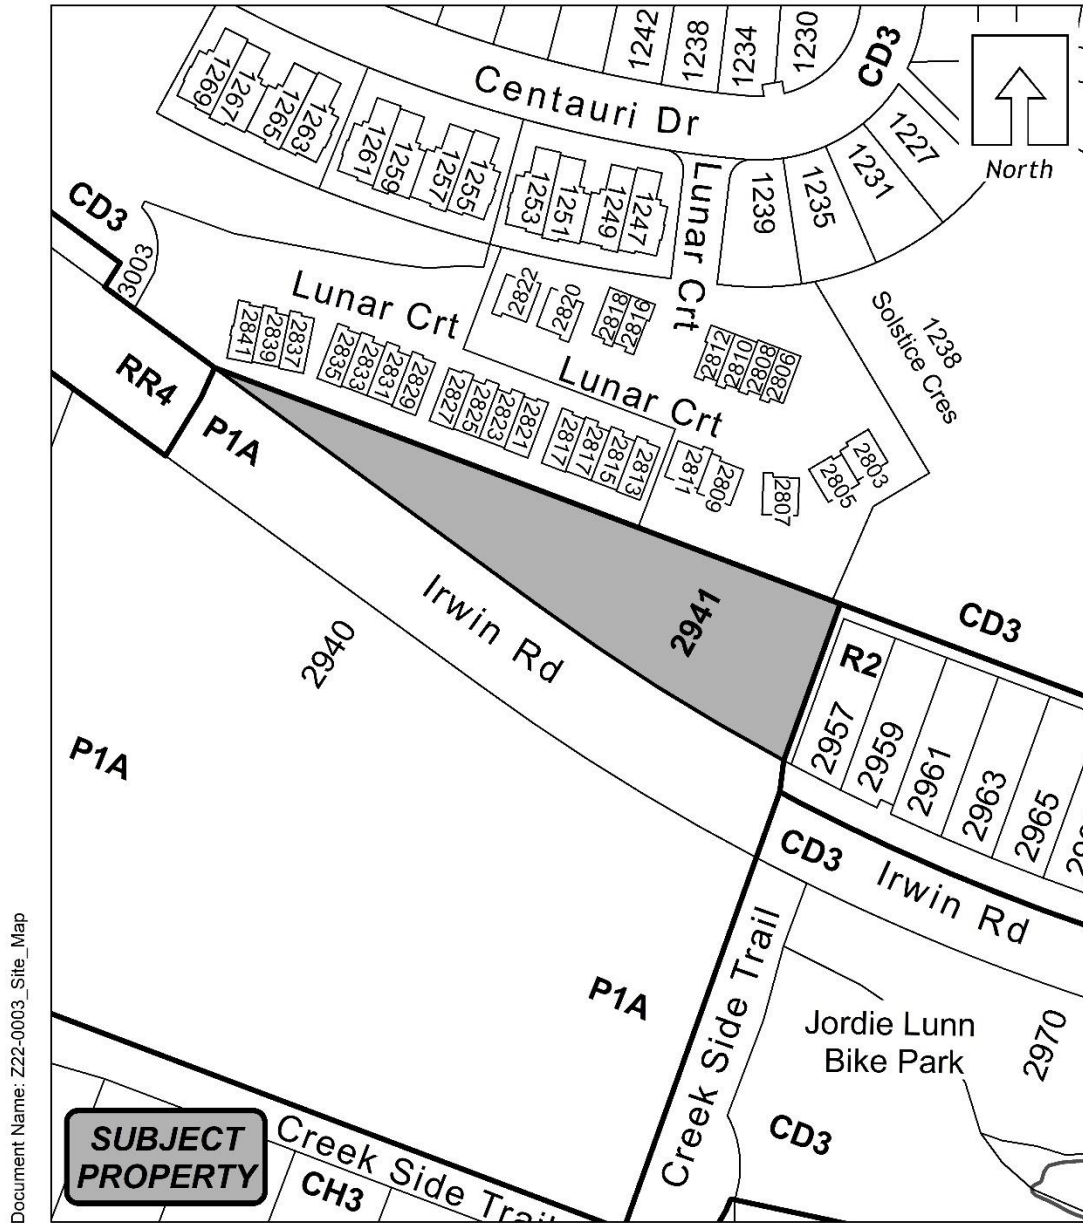 1242
1238
1234
1230
CD3
North
Centauri Dr
1269
1267
1265
1263
1261
1259
1257
1255
1253
1251
1249
1247
Lunar Crt
1239
1235
1231
1227
CD3
3003
Lunar Crt
2822
2820
2818
2816
2812
2810
2808
2806
1238
Solstice Cres
2841
2839
2837
2835
2833
2831
2829
2827
2825
2823
2821
2817
2817
2815
2813
Lunar Crt
2811
2809
2807
2805
2803
RR4
P1A
Irwin Rd
2941
2940
CD3
R2
2957
2959
2961
2963
2965
P1A
CD3
Irwin Rd
P1A
Creek Side Trail
Jordie Lunn
Bike Park
2970
CD3
SUBJECT
PROPERTY
Creek Side Trail
CH3
Document Name: Z22-0003_Site_Map